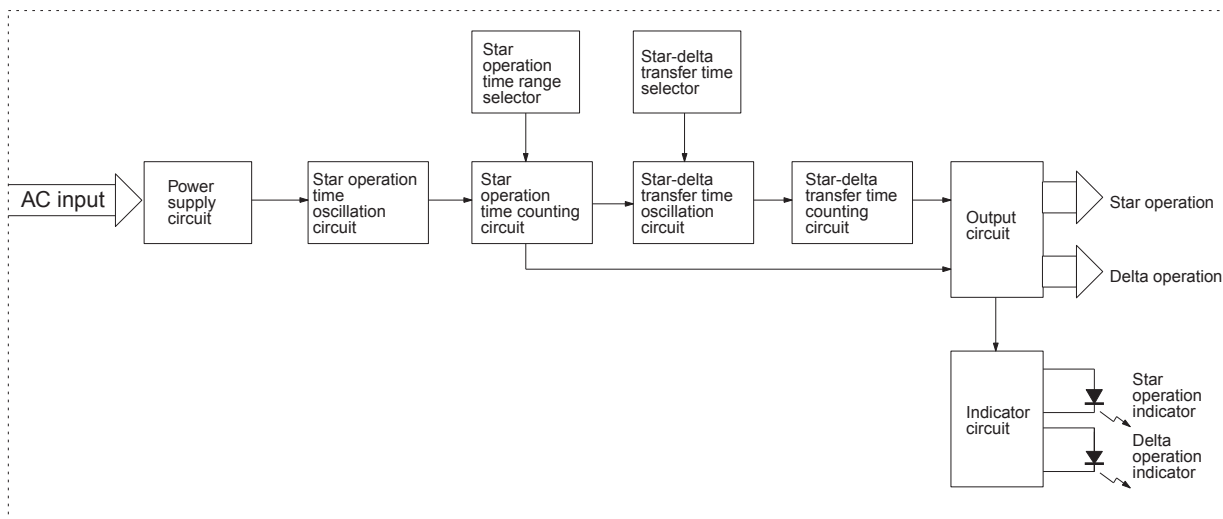 Star
operation
time range
selector
Star-delta
transfer time
selector
AC input
Power
supply
circuit
Star operation
time
oscillation
circuit
Star
operation
time counting
circuit
Star-delta
transfer time
oscillation
circuit
Star-delta
transfer time
counting
circuit
Output
circuit
Star operation
Delta operation
Indicator
circuit
Star
operation
indicator
Delta
operation
indicator